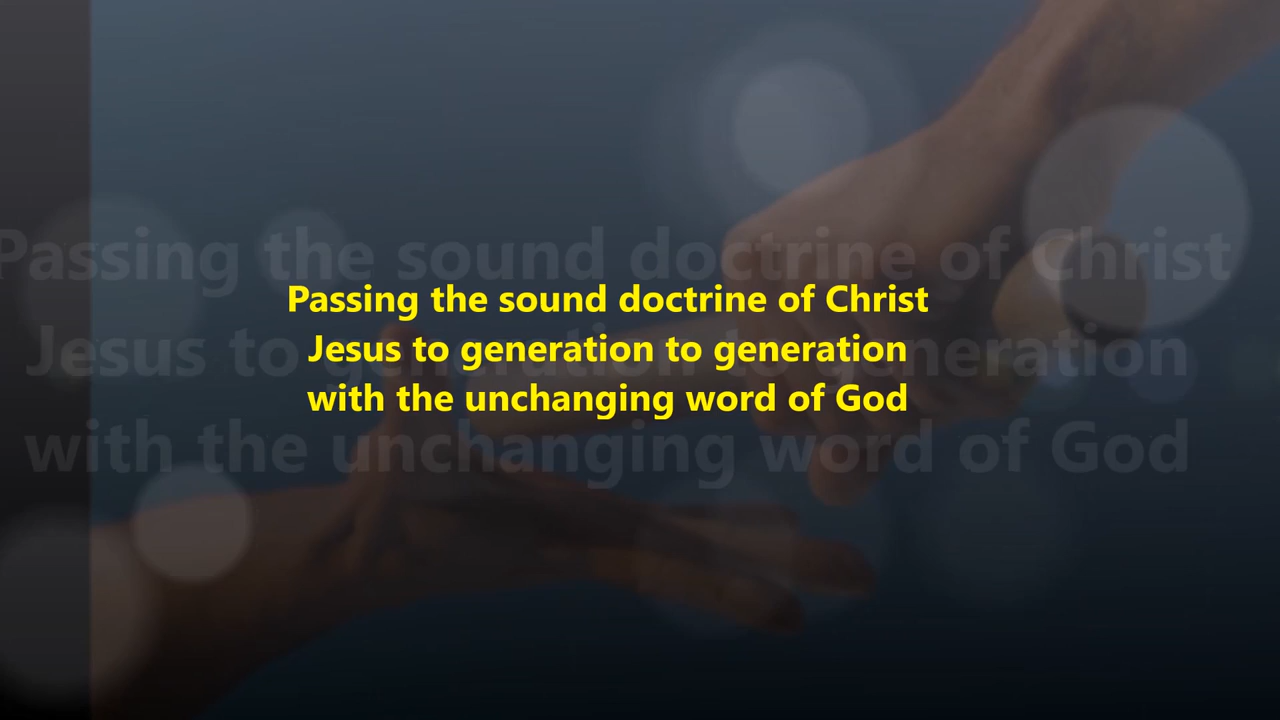 Passing the sound doctrine of Christ
Jesus to generation to generation
with the unchanging word of God